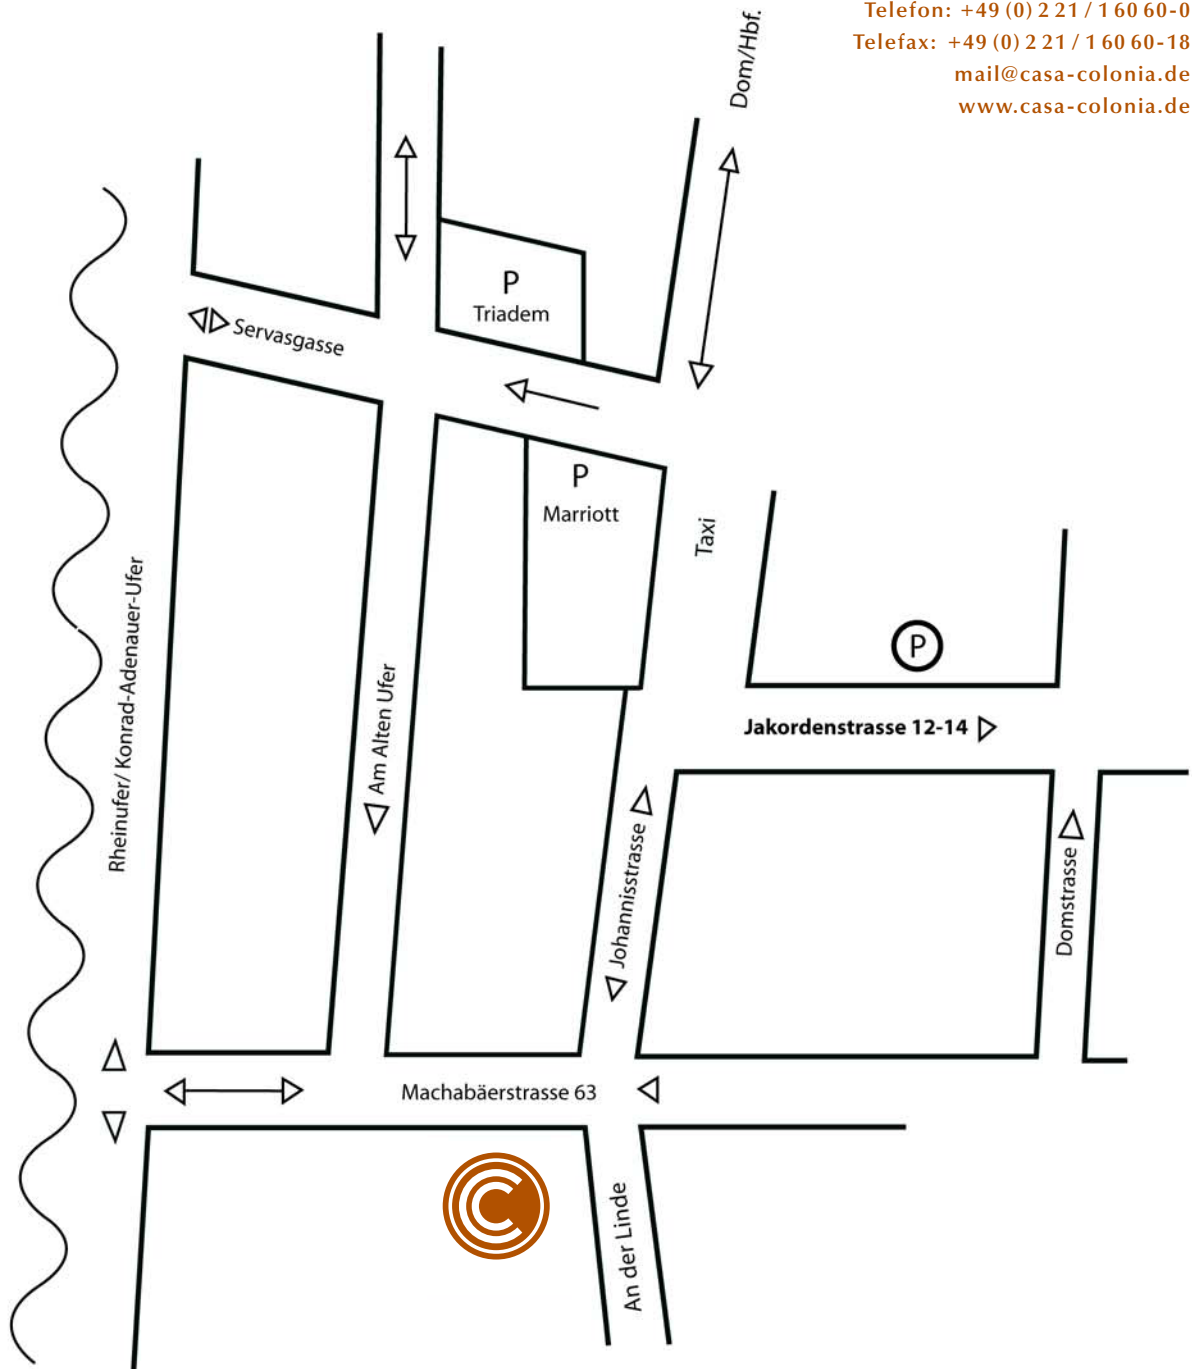 Telefon: +49 (0) 2 21 / 1 60 60-0
Telefax: +49 (0) 2 21 / 1 60 60-18
mail@casa-colonia.de
www.casa-colonia.de
Dom/Hbf.
P
Triadem
Servasgasse
P
Marriott
Taxi
Rheinufer/ Konrad-Adenauer-Ufer
Am Alten Ufer
P
Jakordenstrasse 12-14
Johannisstrasse
Domstrasse
Machabäerstrasse 63
An der Linde